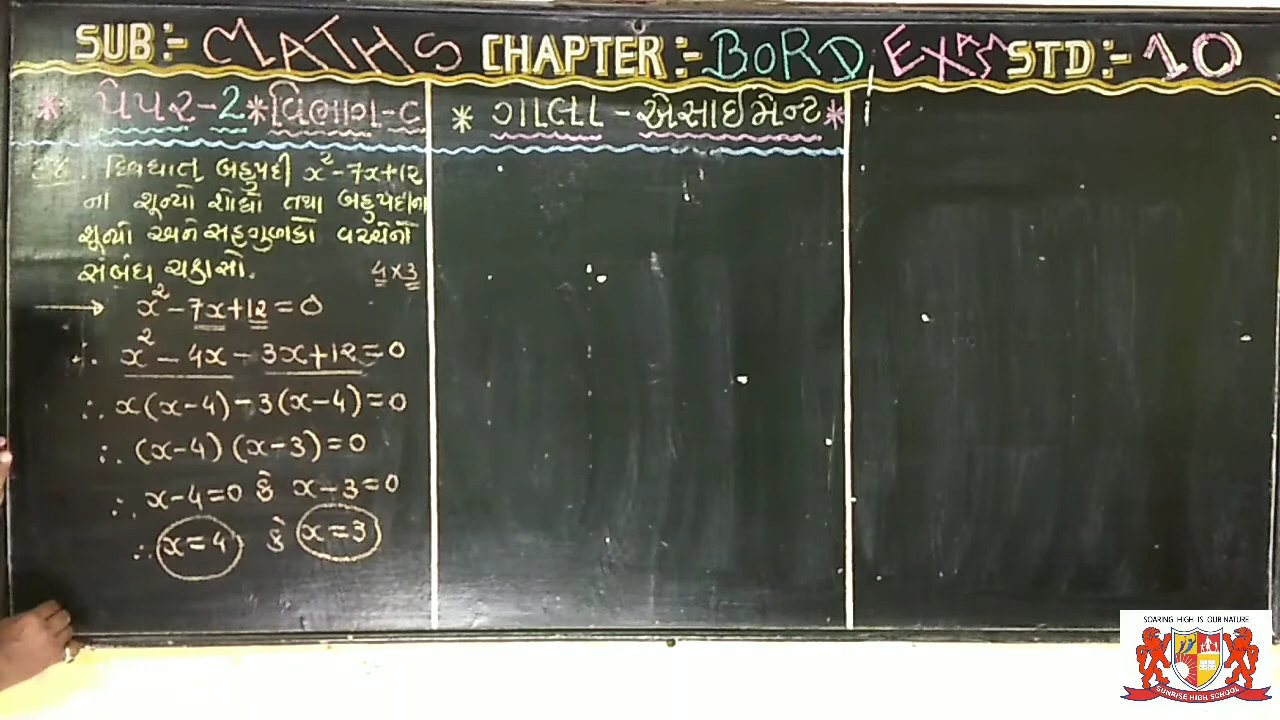 SUB:- MATHS CHAPTER:- BORD EXAM STD:- 10
* પેપર-2 * વિભાગ-C
* ગાલા - એસાઈમેન્ટ *
દ્વિઘાત બહુપદી x² - 7x + 12
ના શૂન્યો શોધો તથા બહુપદીના
શૂન્યો અને સહગુણકો વચ્ચેનો
સંબંધ ચકાસો. 4 x 3
→ x² - 7x + 12 = 0
∴ x² - 4x - 3x + 12 = 0
∴ x(x-4) - 3(x-4) = 0
∴ (x-4) (x-3) = 0
∴ x-4=0 કે x-3=0
∴ x=4 કે x=3
SOARING HIGH IS OUR NATURE
SUNRISE HIGH SCHOOL